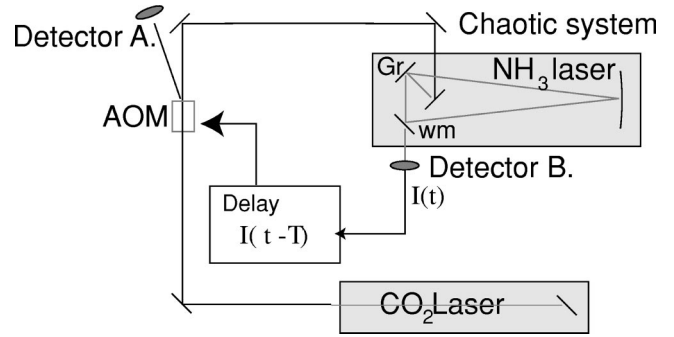 Chaotic system
Detector A.
Gr
NH3 laser
AOM
wm
Detector B.
I(t)
Delay
I( t -T)
CO2Laser